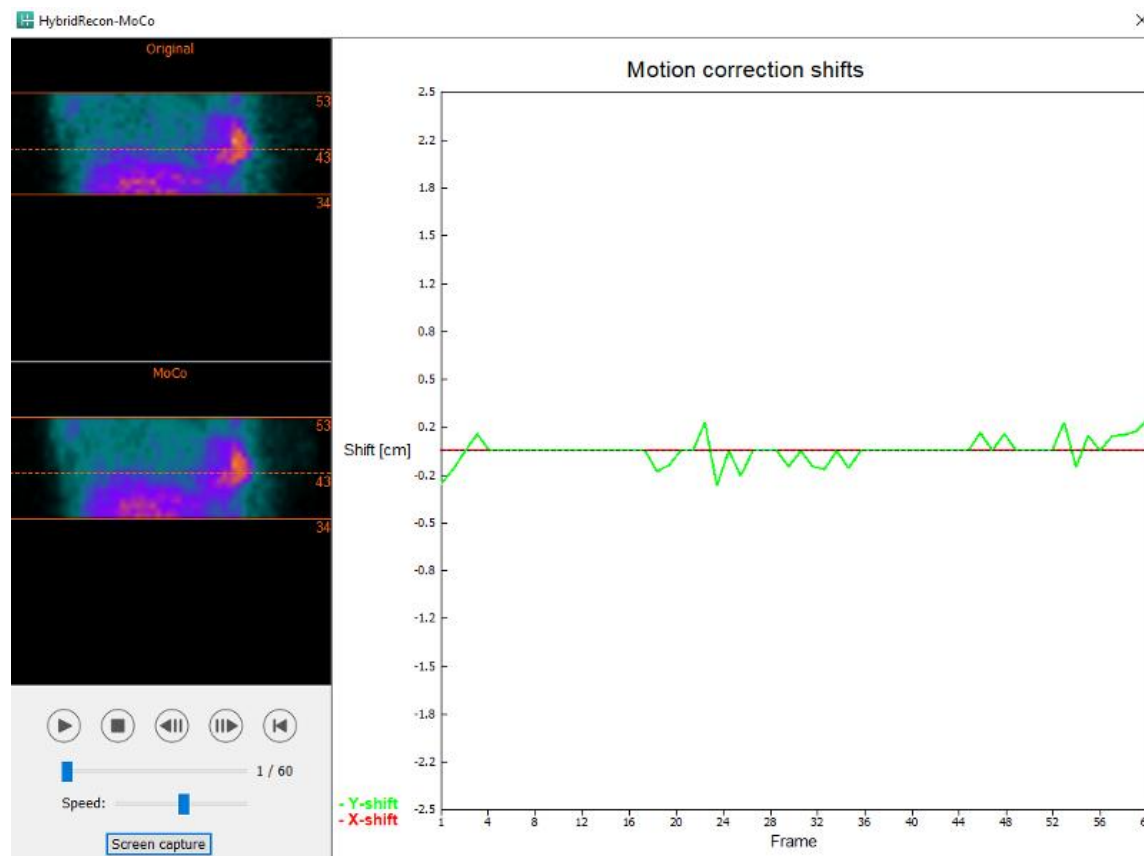 HybridRecon-MoCo
Original
53
43
34
MoCo
53
43
34
1 / 60
Speed:
Screen capture
Motion correction shifts
2.5
2.2
1.8
1.5
1.2
0.8
0.5
0.2
Shift [cm]
-0.2
-0.5
-0.8
-1.2
-1.5
-1.8
-2.2
-2.5
- Y-shift
- X-shift
1 4 8 12 16 20 24 28 32 36 40 44 48 52 56
Frame